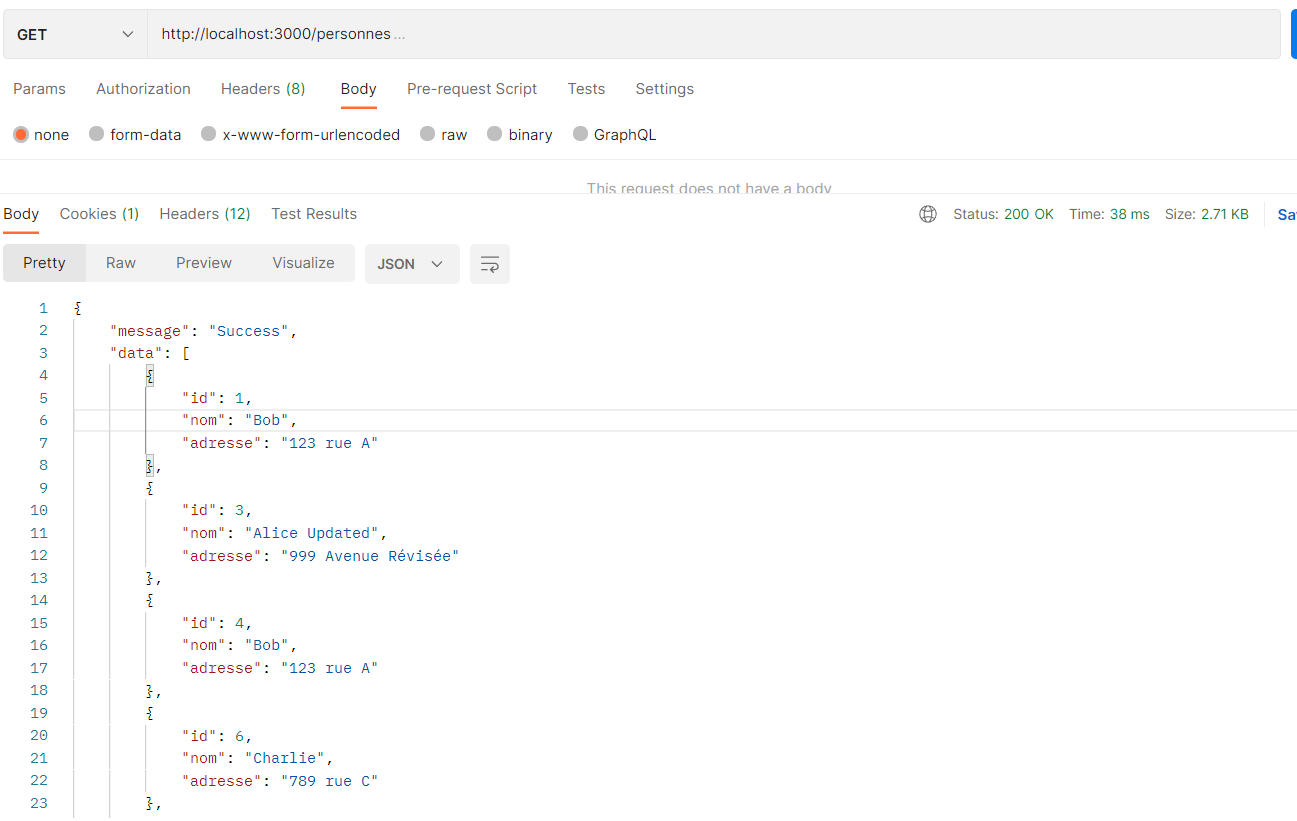 GET http://localhost:3000/personnes ...
Params Authorization Headers (8) Body Pre-request Script Tests Settings
none form-data x-www-form-urlencoded raw binary GraphQL
This request does not have a body
Body Cookies (1) Headers (12) Test Results Status: 200 OK Time: 38 ms Size: 2.71 KB Sa
Pretty Raw Preview Visualize JSON
1 {
2 "message": "Success",
3 "data": [
4 {
5 "id": 1,
6 "nom": "Bob",
7 "adresse": "123 rue A"
8 },
9 {
10 "id": 3,
11 "nom": "Alice Updated",
12 "adresse": "999 Avenue Révisée"
13 },
14 {
15 "id": 4,
16 "nom": "Bob",
17 "adresse": "123 rue A"
18 },
19 {
20 "id": 6,
21 "nom": "Charlie",
22 "adresse": "789 rue C"
23 },